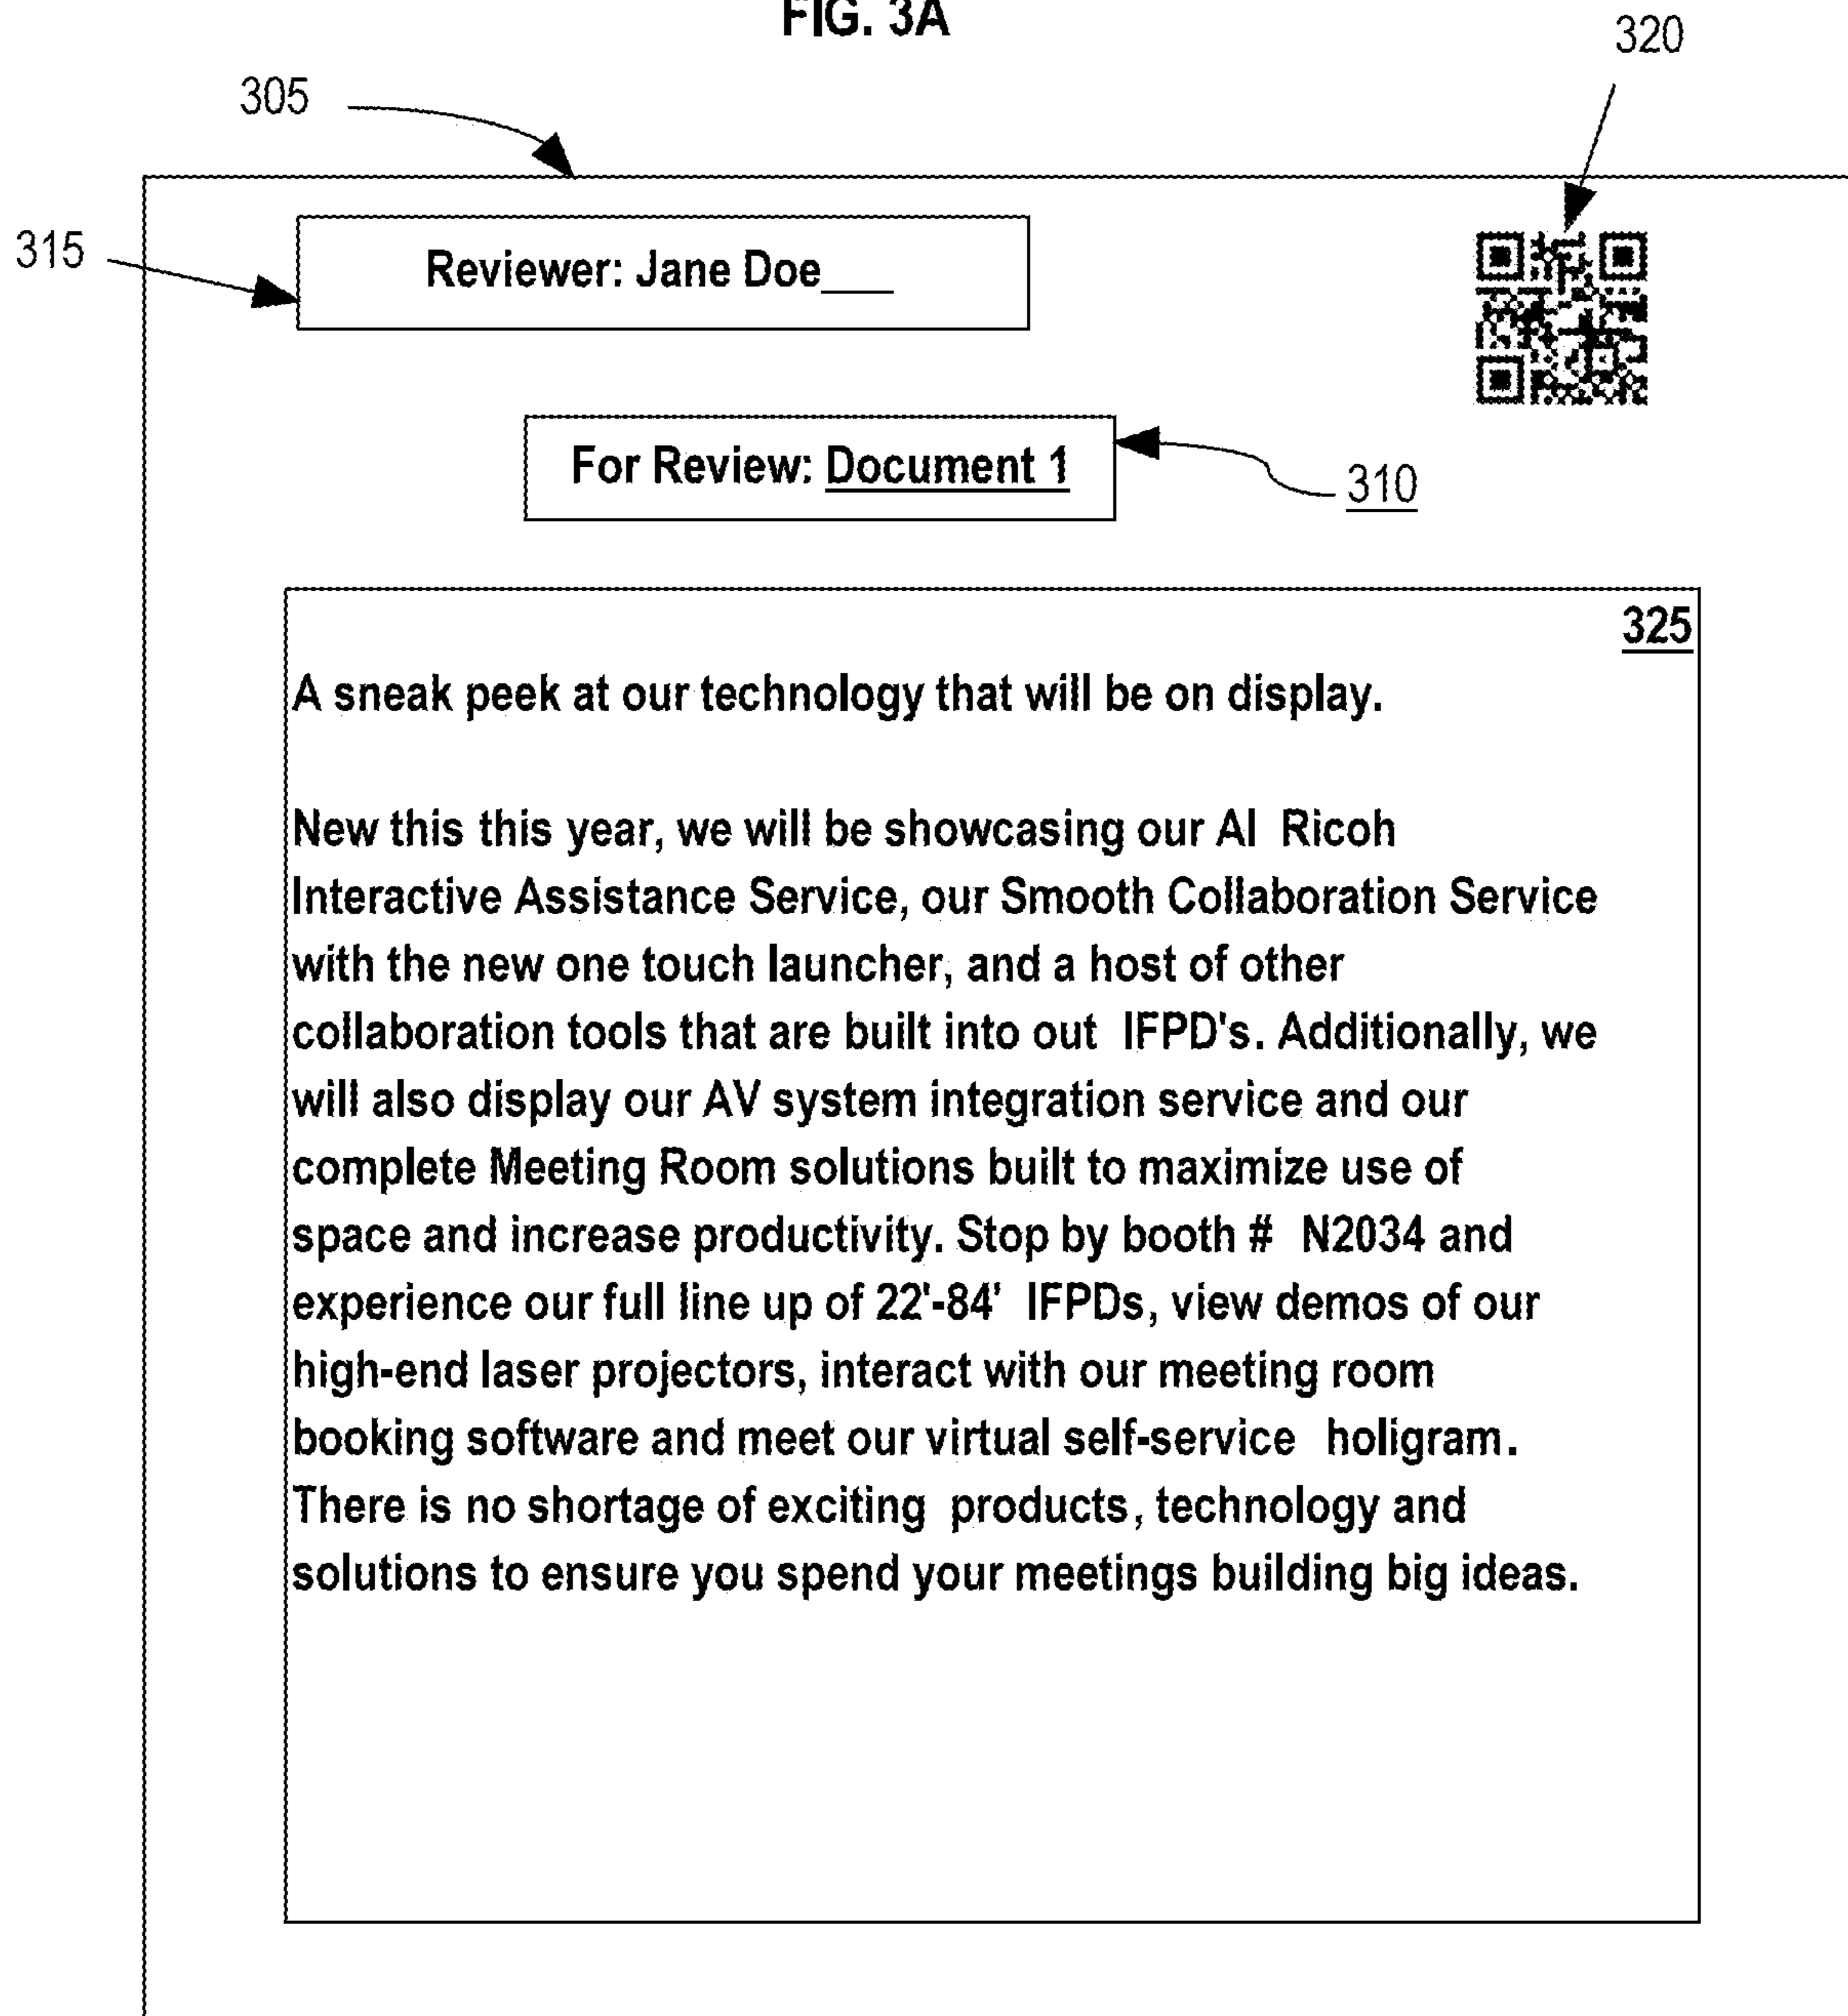 FIG. 3A
320
305
315
Reviewer: Jane Doe___
For Review: Document 1
310
325
A sneak peek at our technology that will be on display.
New this this year, we will be showcasing our AI Ricoh
Interactive Assistance Service, our Smooth Collaboration Service
with the new one touch launcher, and a host of other
collaboration tools that are built into out IFPD's. Additionally, we
will also display our AV system integration service and our
complete Meeting Room solutions built to maximize use of
space and increase productivity. Stop by booth # N2034 and
experience our full line up of 22'-84' IFPDs, view demos of our
high-end laser projectors, interact with our meeting room
booking software and meet our virtual self-service holigram.
There is no shortage of exciting products, technology and
solutions to ensure you spend your meetings building big ideas.